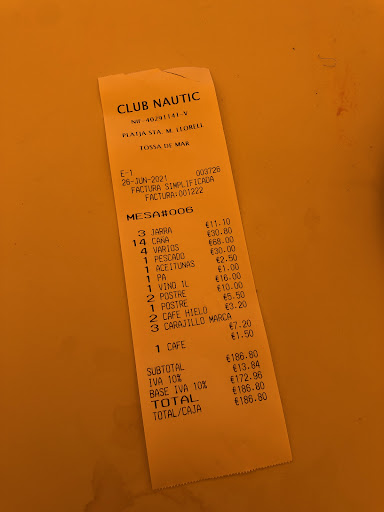 CLUB NAUTIC
NIF-40291141-V
PLATJA STA. M. LLORELL
TOSSA DE MAR
E-1 003726
26-JUN-2021
FACTURA SIMPLIFICADA
FACTURA:001222
MESA#006
3 JARRA €11.10
14 CAÑA €30.80
4 VARIOS €68.00
1 PESCADO €30.00
1 ACEITUNAS €2.50
1 PA €1.00
1 VINO 1L €16.00
2 POSTRE €10.00
1 POSTRE €5.50
2 CAFE HIELO €3.20
3 CARAJILLO MARCA €7.20
1 CAFE €1.50
SUBTOTAL €186.80
IVA 10% €13.84
BASE IVA 10% €172.96
TOTAL €186.80
TOTAL/CAJA €186.80